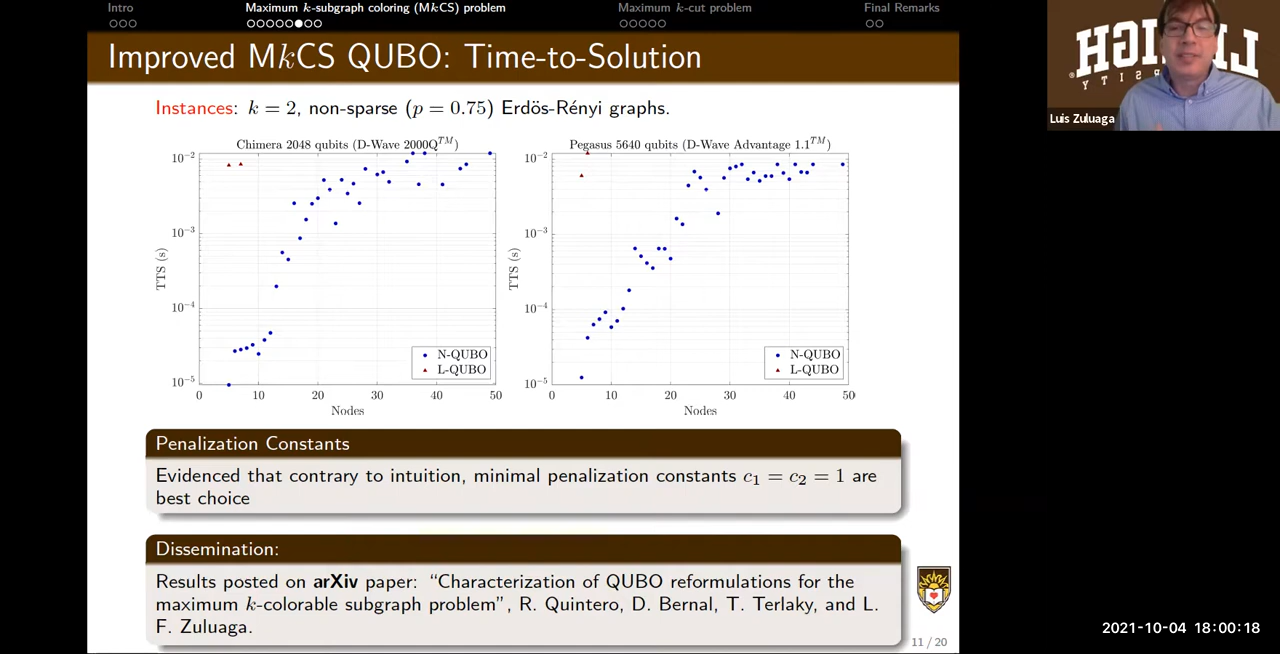 Intro
Maximum k-subgraph coloring (MkCS) problem
Maximum k-cut problem
Final Remarks
Improved MkCS QUBO: Time-to-Solution
Instances: k = 2, non-sparse (p = 0.75) Erdös-Rényi graphs.
Chimera 2048 qubits (D-Wave 2000Q™)
10⁻²
10⁻³
10⁻⁴
10⁻⁵
TTS (s)
0 10 20 30 40 50
Nodes
N-QUBO
L-QUBO
Pegasus 5640 qubits (D-Wave Advantage 1.1™)
10⁻²
10⁻³
10⁻⁴
10⁻⁵
TTS (s)
0 10 20 30 40 50
Nodes
N-QUBO
L-QUBO
Penalization Constants
Evidenced that contrary to intuition, minimal penalization constants c₁ = c₂ = 1 are
best choice
Dissemination:
Results posted on arXiv paper: “Characterization of QUBO reformulations for the
maximum k-colorable subgraph problem”, R. Quintero, D. Bernal, T. Terlaky, and L.
F. Zuluaga.
11 / 20
Luis Zuluaga
2021-10-04 18:00:18